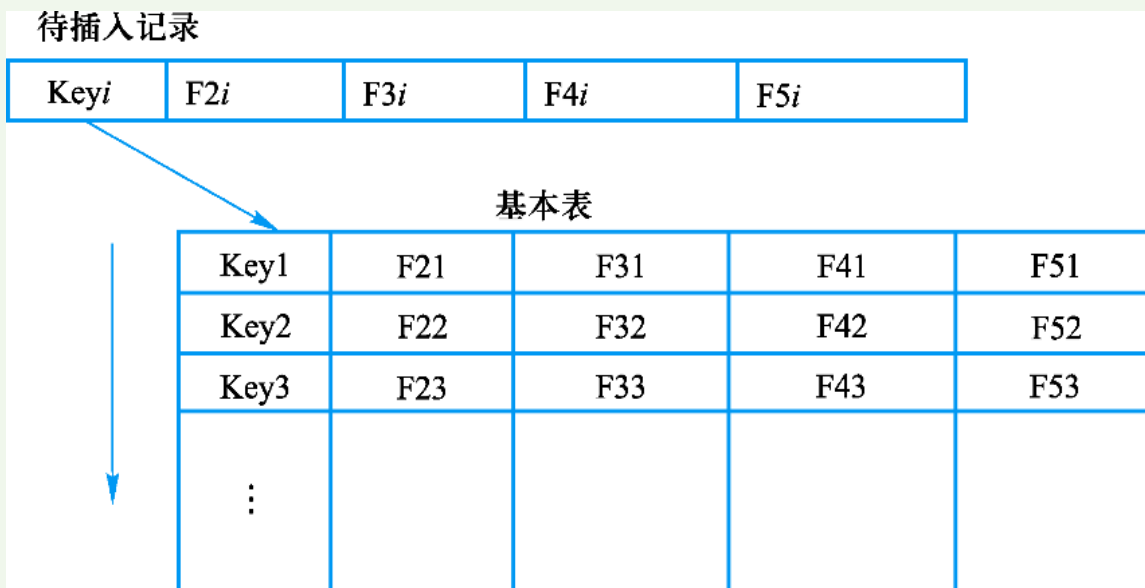 待插入记录
Keyi F2i F3i F4i F5i
基本表
Key1 F21 F31 F41 F51
Key2 F22 F32 F42 F52
Key3 F23 F33 F43 F53
⋮